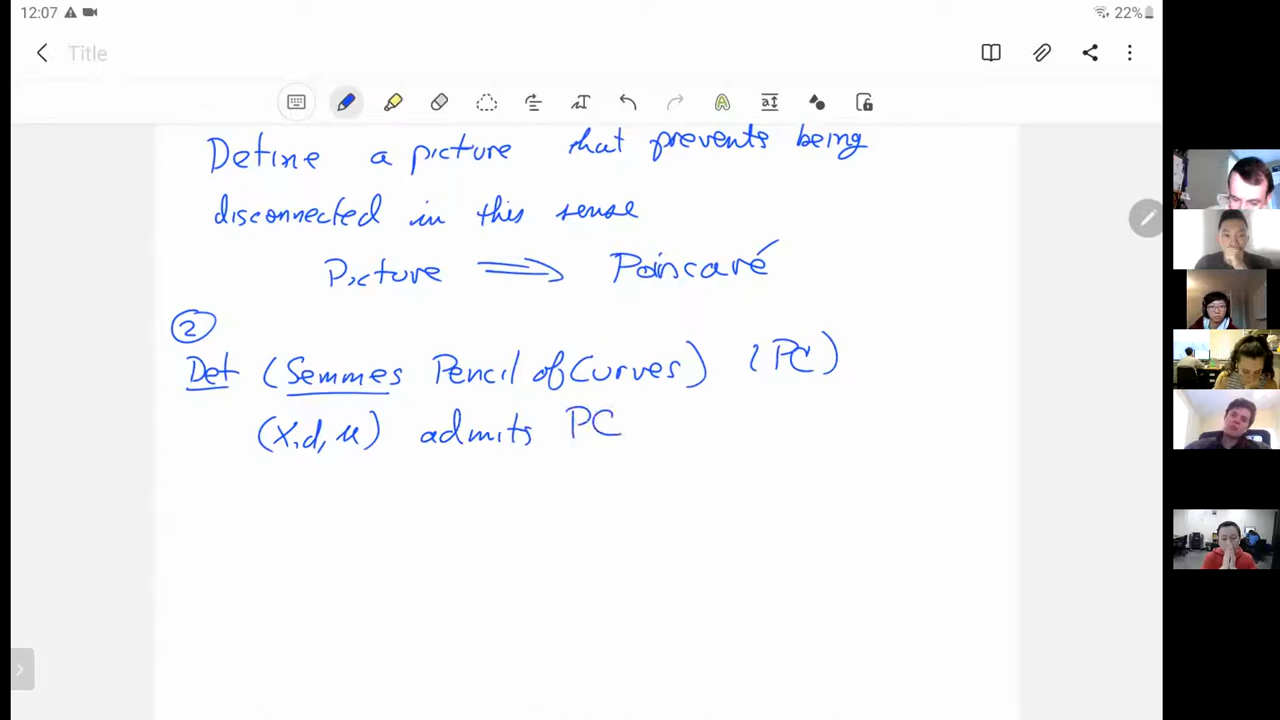 12:07
22%
Title
Define a picture that prevents being
disconnected in this sense
Picture ⟹ Poincaré
②
Def (Semmes Pencil of Curves) (PC)
(X,d,μ) admits PC